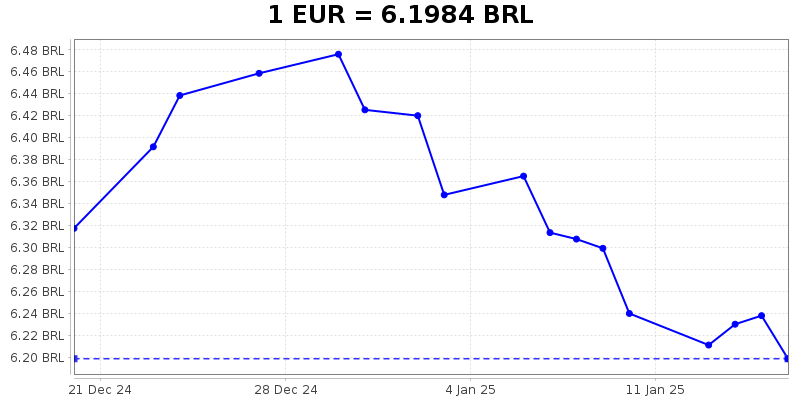 1 EUR = 6.1984 BRL
6.48 BRL
6.46 BRL
6.44 BRL
6.42 BRL
6.40 BRL
6.38 BRL
6.36 BRL
6.34 BRL
6.32 BRL
6.30 BRL
6.28 BRL
6.26 BRL
6.24 BRL
6.22 BRL
6.20 BRL
21 Dec 24 28 Dec 24 4 Jan 25 11 Jan 25